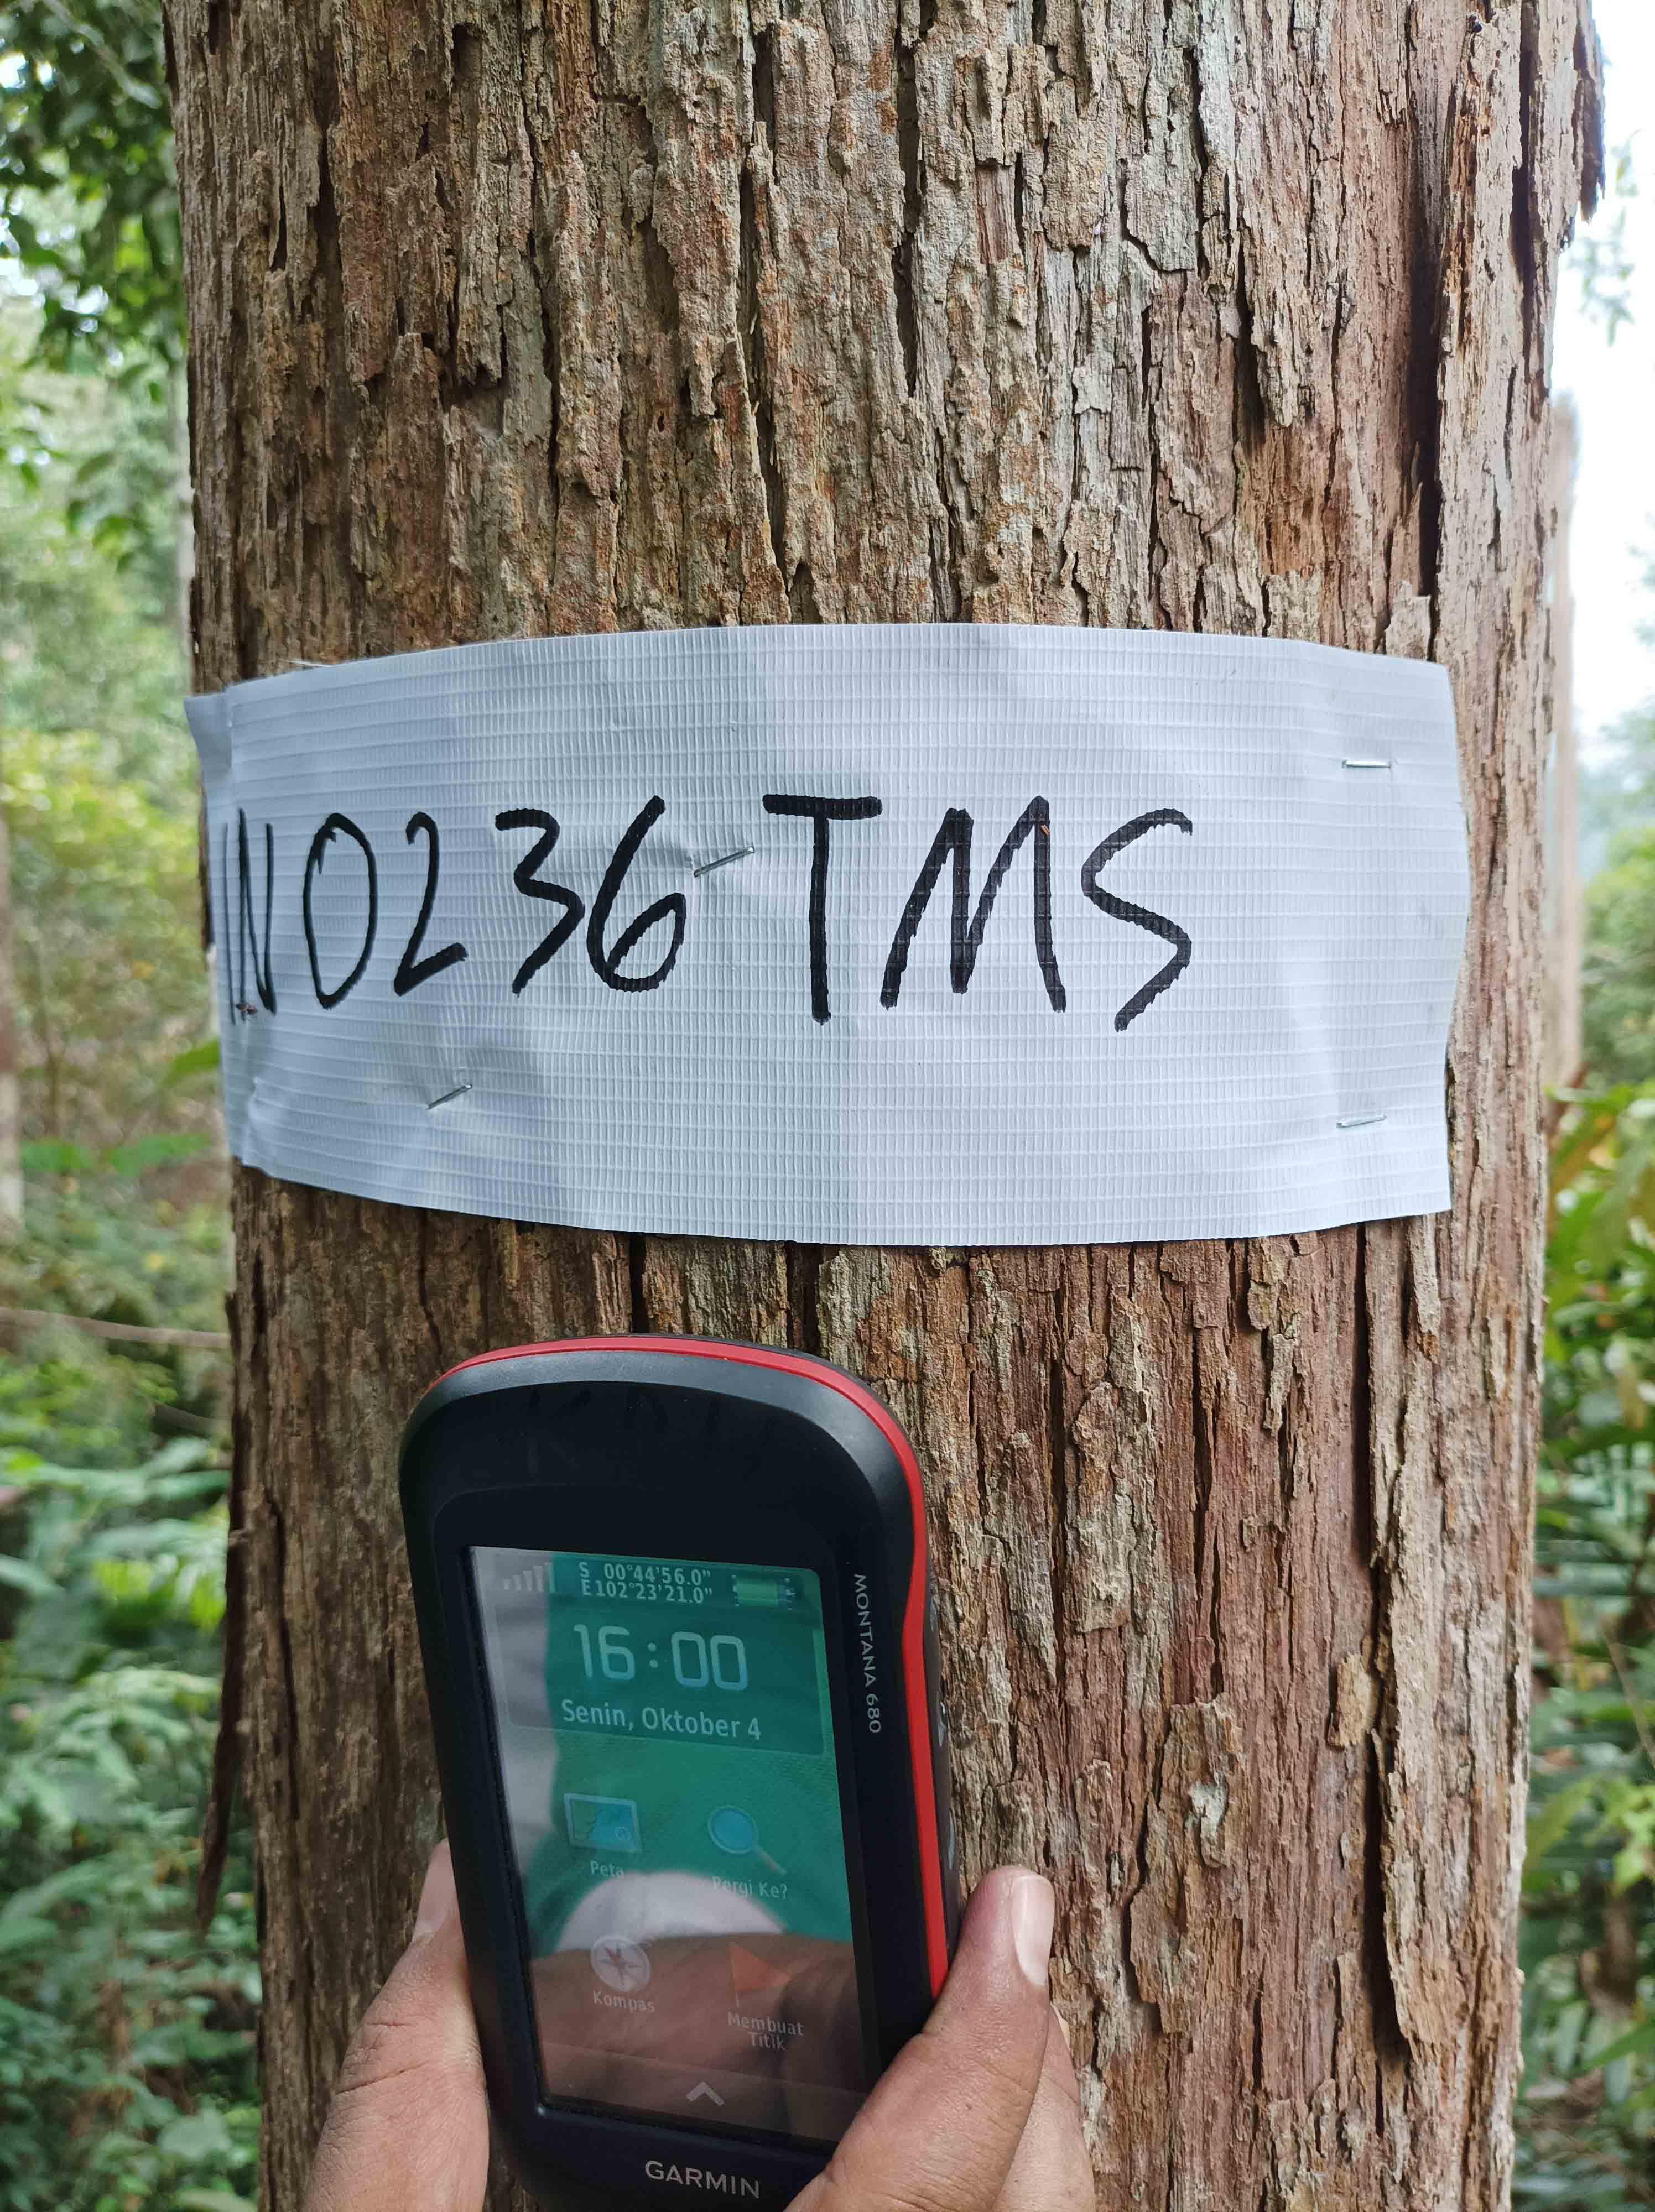 IN0236 TMS
S 00°44'56.0"
E102°23'21.0"
16:00
Senin, Oktober 4
Peta
Pergi Ke?
Kompas
Membuat
Titik
MONTANA 680
GARMIN